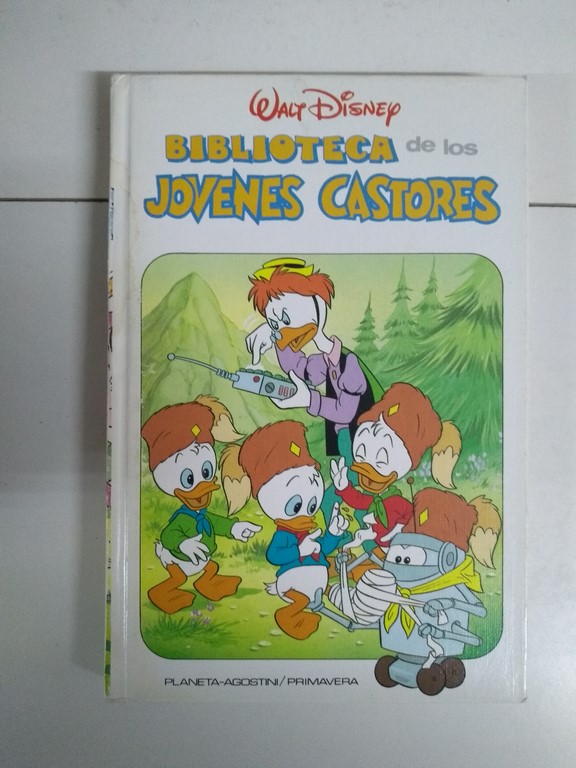 WALT DISNEY
BIBLIOTECA de los
JOVENES CASTORES
PLANETA-AGOSTINI/PRIMAVERA